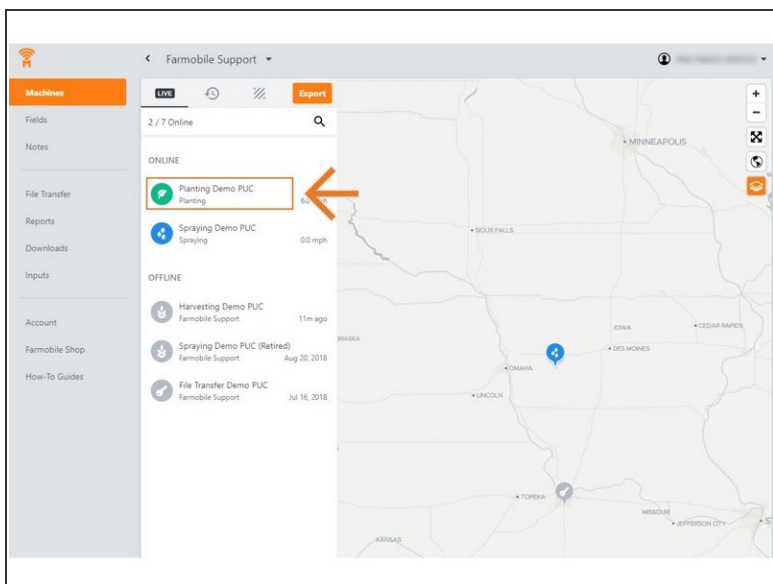 Farmobile Support
Machines
Fields
Notes
File Transfer
Reports
Downloads
Inputs
Account
Farmobile Shop
How-To Guides
LIVE
Export
2 / 7 Online
ONLINE
Planting Demo PUC
Planting
Spraying Demo PUC
Spraying 0.0 mph
OFFLINE
Harvesting Demo PUC
Farmobile Support 11m ago
Spraying Demo PUC (Retired)
Farmobile Support Aug 20, 2018
File Transfer Demo PUC
Farmobile Support Jul 16, 2018
+
−
MINNEAPOLIS
SIOUX FALLS
IOWA
CEDAR RAPIDS
DES MOINES
OMAHA
LINCOLN
TOPEKA
MISSOURI
JEFFERSON CITY
KANSAS